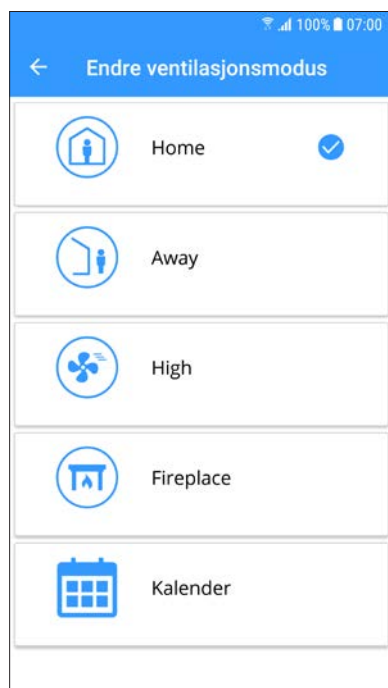 100% 07:00
Endre ventilasjonsmodus
Home
Away
High
Fireplace
Kalender